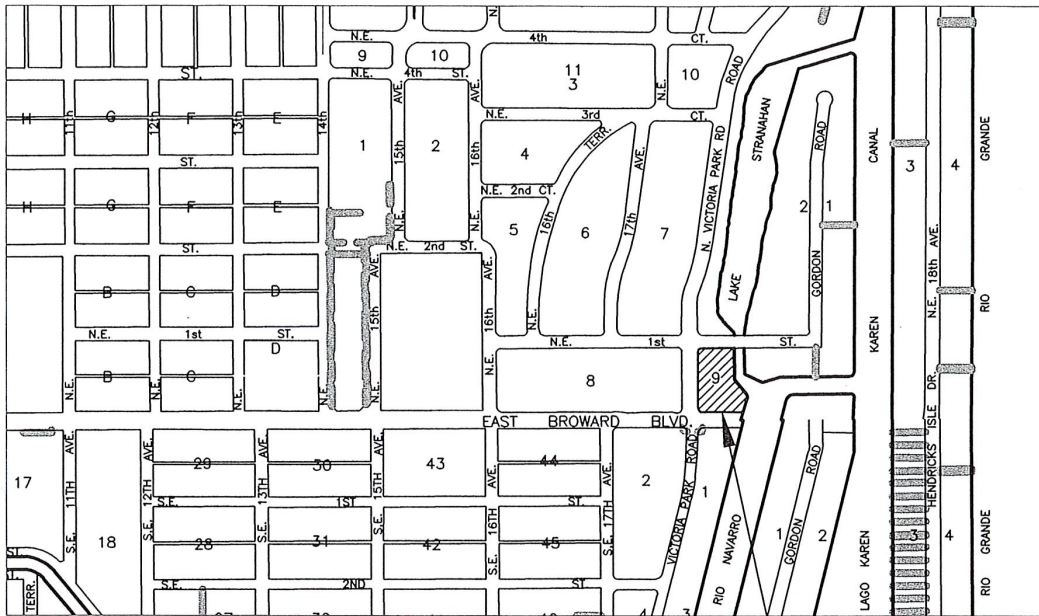 N.E. 4th CT.
9 10 11 3 10
ST. N.E. 4th ST.
N.E. 3rd CT.
H 11th G 12th F 13th E 14th
1 15th AVE. 2 16th AVE. 4 TERR.
N.E.
ROAD
STRANAHAN
ROAD
CANAL
3 4
GRANDE
ST.
N.E. 2nd CT.
H G F E
N.E. N.E.
5 16th 6 17th AVE. 7
N. VICTORIA PARK RD
2 1
ST.
N.E. 2nd ST.
B C D
15th AVE.
16th AVE.
N.E.
LAKE
GORDON
N.E. 18th AVE.
RIO
N.E. 1st ST.
D
N.E. 1st ST.
KAREN
B C
N.E. N.E. N.E. N.E. N.E.
8 9
HENDRICKS ISLE DR.
EAST BROWARD BLVD.
17 11TH AVE. S.E.
12TH AVE. S.E.
29
13TH AVE. S.E.
30
15TH AVE. S.E.
43
44
AVE.
17TH AVE. S.E.
2
VICTORIA PARK ROAD
1
ROAD
S.E. 1ST ST.
18 28 31 42
16TH
S.E.
45
RIO NAVARRO
1
GORDON
2
LAGO KAREN
3 4
RIO GRANDE
ST.
ST.
TERR.
S.E. 2ND ST.
3